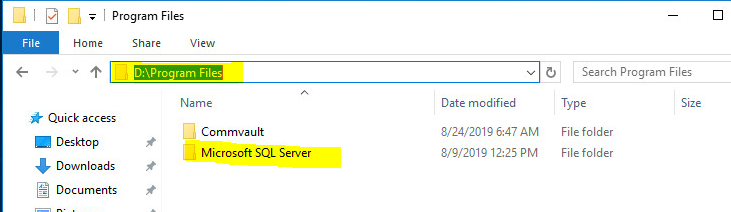 Program Files
File Home Share View
D:\Program Files
Search Program Files
Name Date modified Type Size
Quick access
Desktop
Downloads
Documents
Commvault 8/24/2019 6:47 AM File folder
Microsoft SQL Server 8/9/2019 12:25 PM File folder